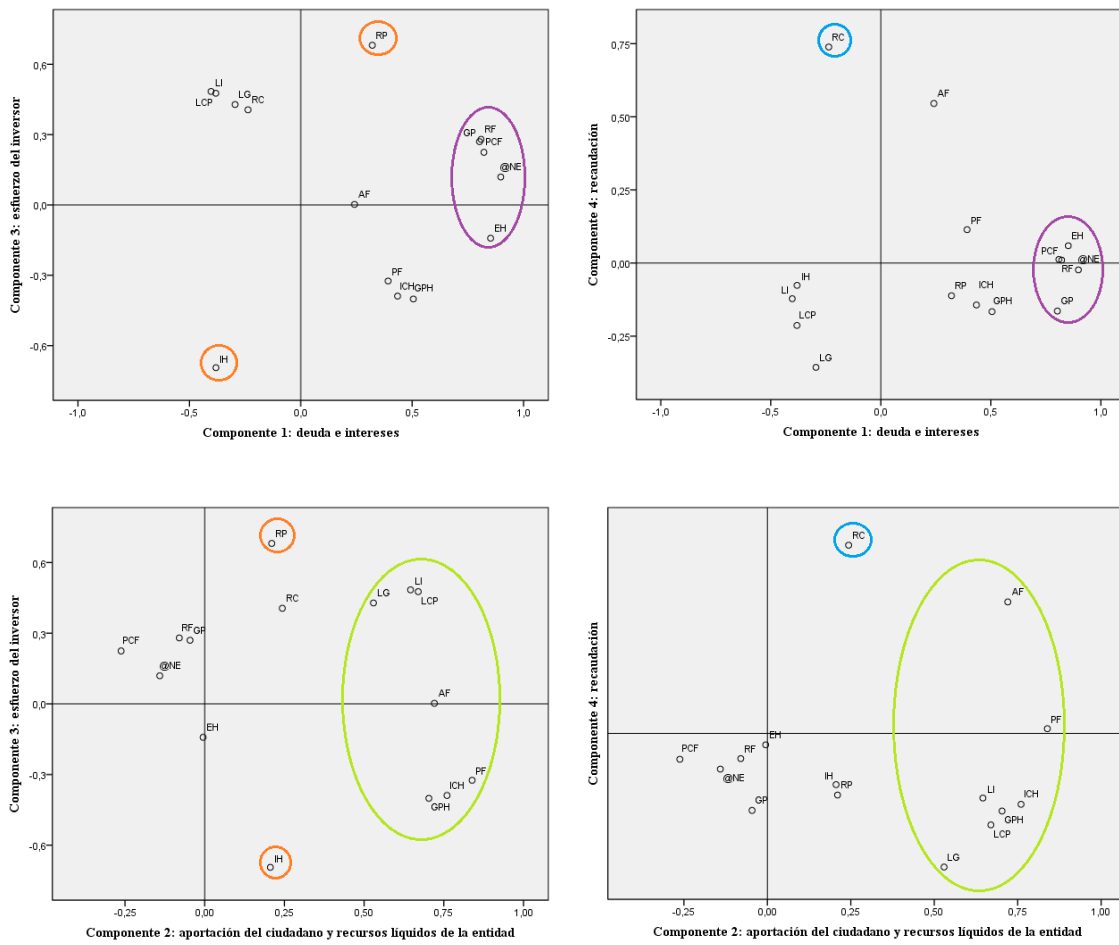 RP
0,6
LI
LCP
LG
RC
0,3
GP
RF
PCF
@NE
AF
0,0
EH
-0,3
PF
ICH
GPH
-0,6
IH
-1,0
-0,5
0,0
0,5
1,0
Componente 3: esfuerzo del inversor
Componente 1: deuda e intereses
RC
0,75
AF
0,50
0,25
PF
EH
PCF
@NE
RF
0,00
IH
LI
RP
ICH
GPH
GP
LCP
-0,25
LG
-1,0
-0,5
0,0
0,5
1,0
Componente 4: recaudación
Componente 1: deuda e intereses
RP
0,6
LI
LG
LCP
RC
0,3
RF
GP
PCF
@NE
AF
0,0
EH
PF
-0,3
ICH
GPH
IH
-0,6
-0,25
0,00
0,25
0,50
0,75
1,00
Componente 3: esfuerzo del inversor
Componente 2: aportación del ciudadano y recursos líquidos de la entidad
RC
AF
PF
EH
PCF
RF
@NE
IH
RP
LI
ICH
GP
GPH
LCP
LG
-0,25
0,00
0,25
0,50
0,75
1,00
Componente 4: recaudación
Componente 2: aportación del ciudadano y recursos líquidos de la entidad